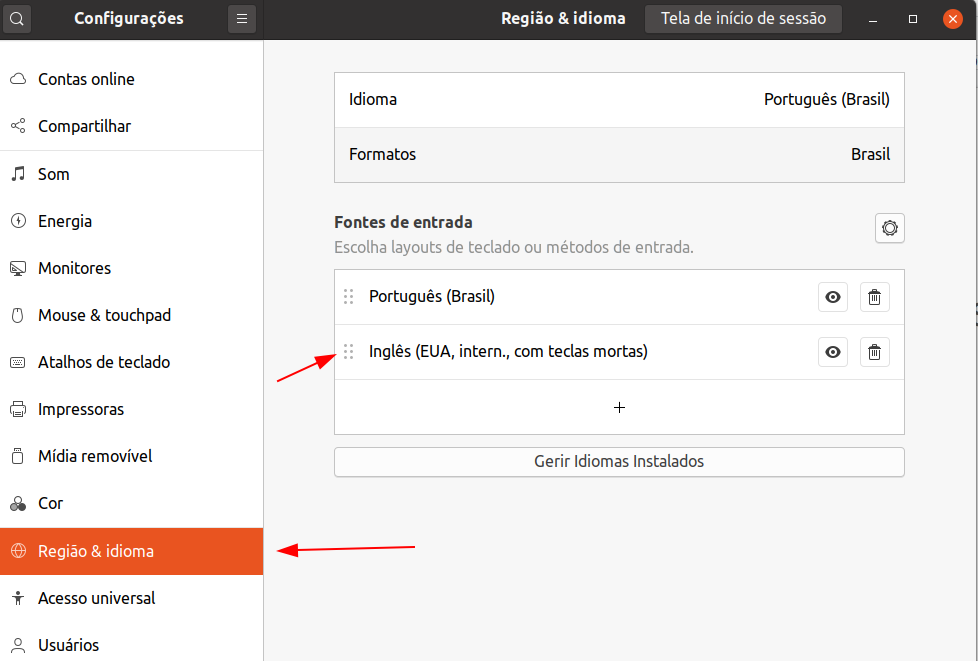 Configurações
Região & idioma
Tela de início de sessão
Contas online
Compartilhar
Som
Energia
Monitores
Mouse & touchpad
Atalhos de teclado
Impressoras
Mídia removível
Cor
Região & idioma
Acesso universal
Usuários
Idioma
Português (Brasil)
Formatos
Brasil
Fontes de entrada
Escolha layouts de teclado ou métodos de entrada.
Português (Brasil)
Inglês (EUA, intern., com teclas mortas)
Gerir Idiomas Instalados